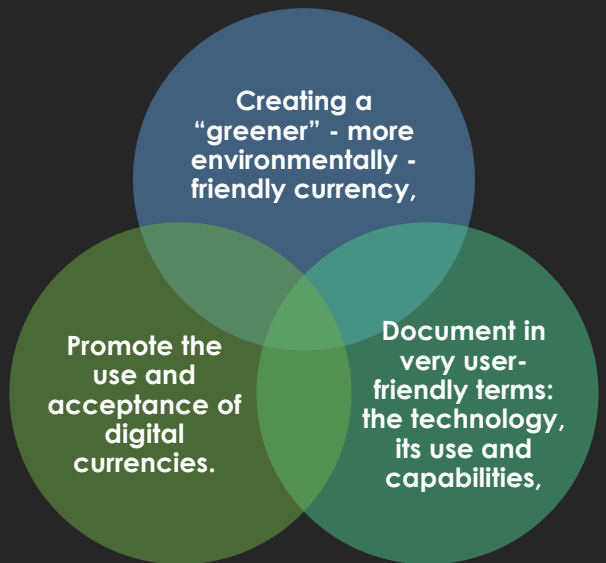 Creating a
“greener” - more
environmentally -
friendly currency,
Document in
very user-
friendly terms:
the technology,
its use and
capabilities,
Promote the
use and
acceptance of
digital
currencies.